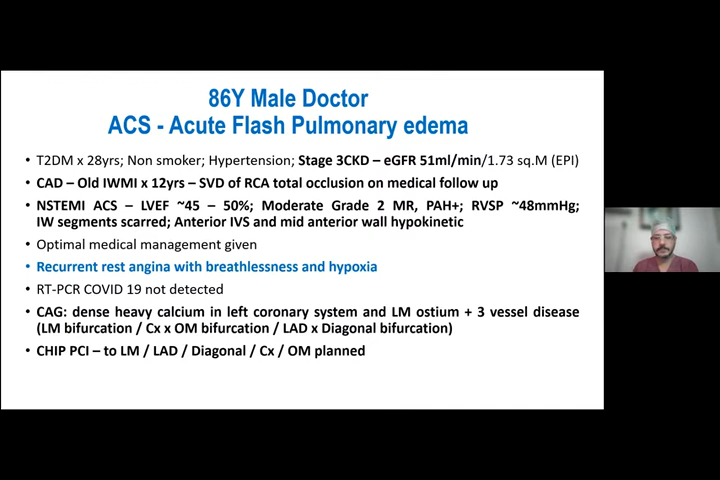 86Y Male Doctor
ACS - Acute Flash Pulmonary edema
• T2DM x 28yrs; Non smoker; Hypertension; Stage 3CKD – eGFR 51ml/min/1.73 sq.M (EPI)
• CAD – Old IWMI x 12yrs – SVD of RCA total occlusion on medical follow up
• NSTEMI ACS – LVEF ~45 – 50%; Moderate Grade 2 MR, PAH+; RVSP ~48mmHg;
IW segments scarred; Anterior IVS and mid anterior wall hypokinetic
• Optimal medical management given
• Recurrent rest angina with breathlessness and hypoxia
• RT-PCR COVID 19 not detected
• CAG: dense heavy calcium in left coronary system and LM ostium + 3 vessel disease
(LM bifurcation / Cx x OM bifurcation / LAD x Diagonal bifurcation)
• CHIP PCI – to LM / LAD / Diagonal / Cx / OM planned